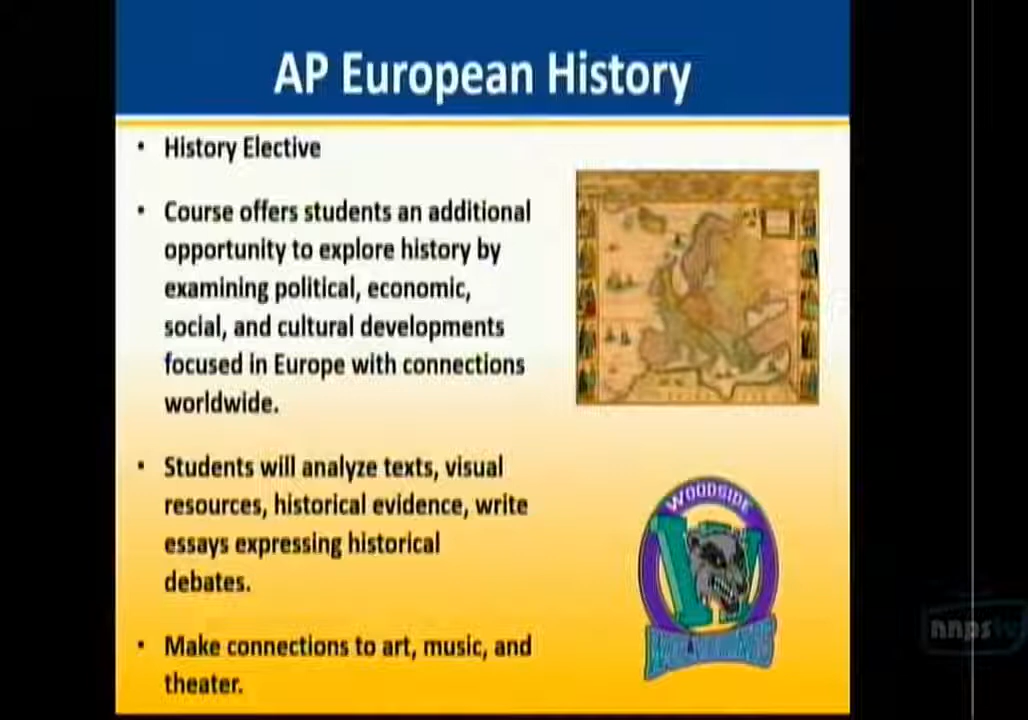 AP European History
• History Elective
• Course offers students an additional
opportunity to explore history by
examining political, economic,
social, and cultural developments
focused in Europe with connections
worldwide.
• Students will analyze texts, visual
resources, historical evidence, write
essays expressing historical
debates.
• Make connections to art, music, and
theater.
WOODSIDE
W
nnpstv